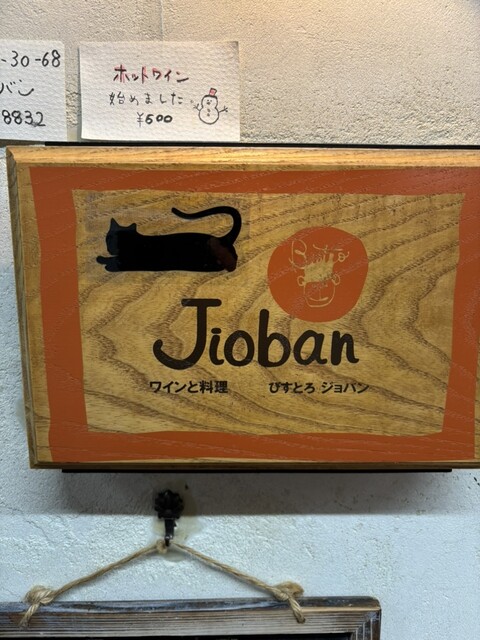 -30-68
バン
8832
ホットワイン
始めました
¥600
Bistro
Jioban
ワインと料理 びすとろ ジョバン